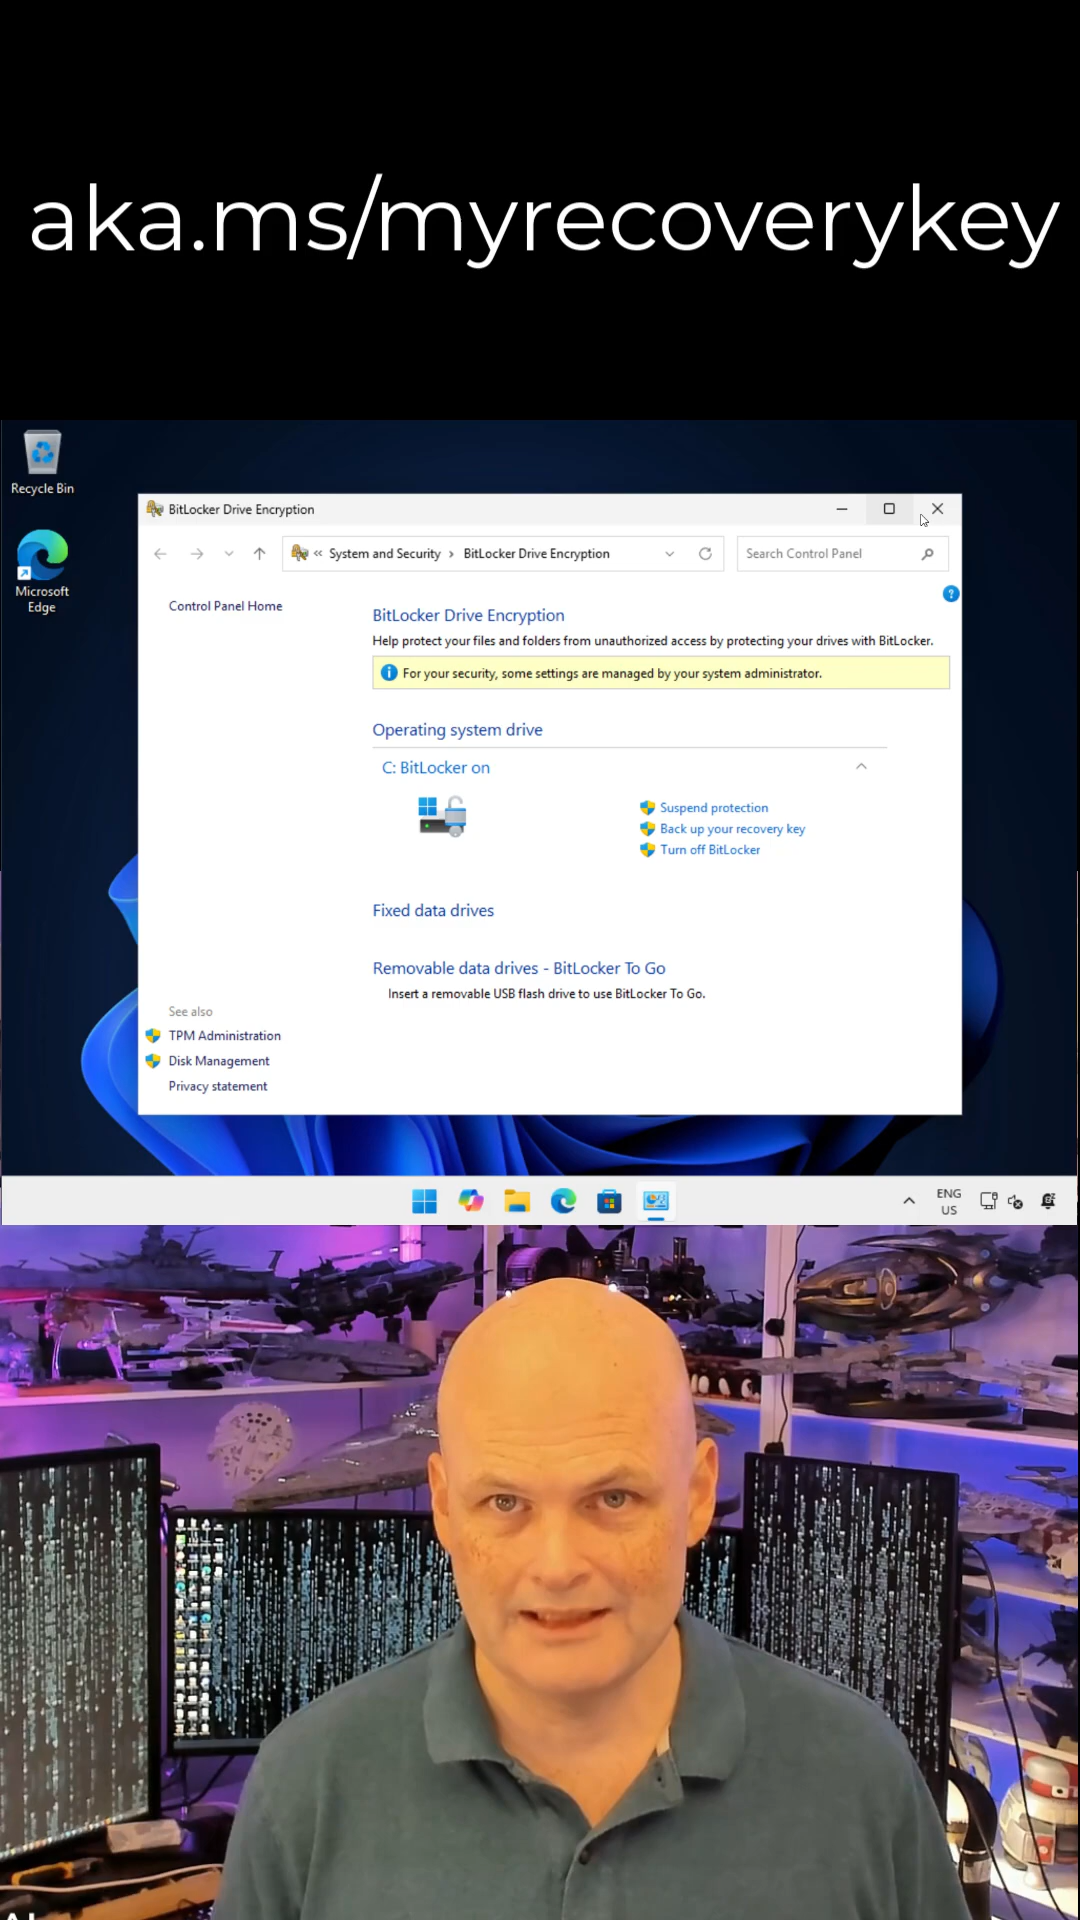 aka.ms/myrecoverykey
Recycle Bin
Microsoft
Edge
BitLocker Drive Encryption
« System and Security › BitLocker Drive Encryption
Search Control Panel
Control Panel Home
?
BitLocker Drive Encryption
Help protect your files and folders from unauthorized access by protecting your drives with BitLocker.
i For your security, some settings are managed by your system administrator.
Operating system drive
C: BitLocker on
Suspend protection
Back up your recovery key
Turn off BitLocker
Fixed data drives
Removable data drives - BitLocker To Go
Insert a removable USB flash drive to use BitLocker To Go.
See also
TPM Administration
Disk Management
Privacy statement
ENG
US